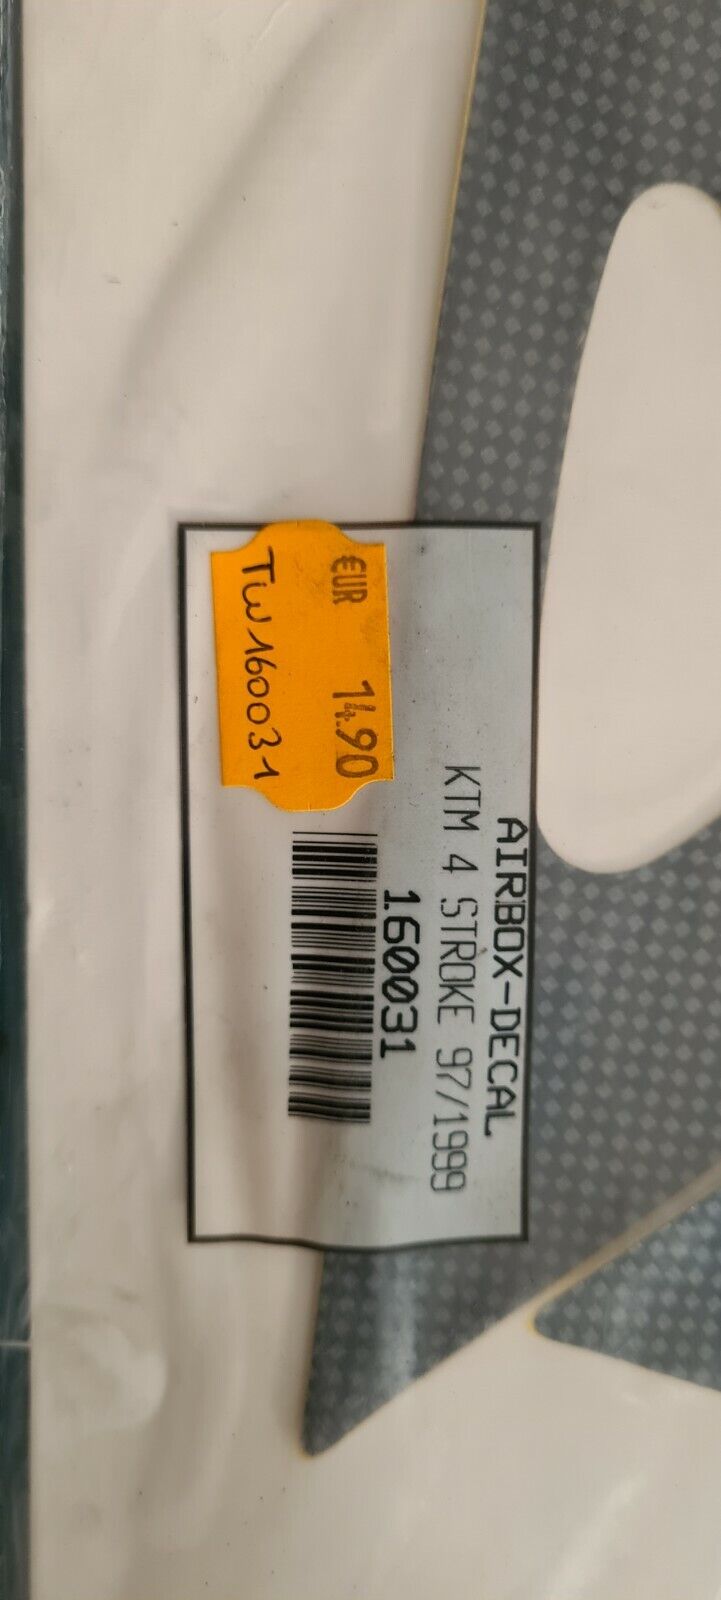 AIRBOX-DECAL
KTM 4 STROKE 97/1999
160031
EUR 14.90
TW160031